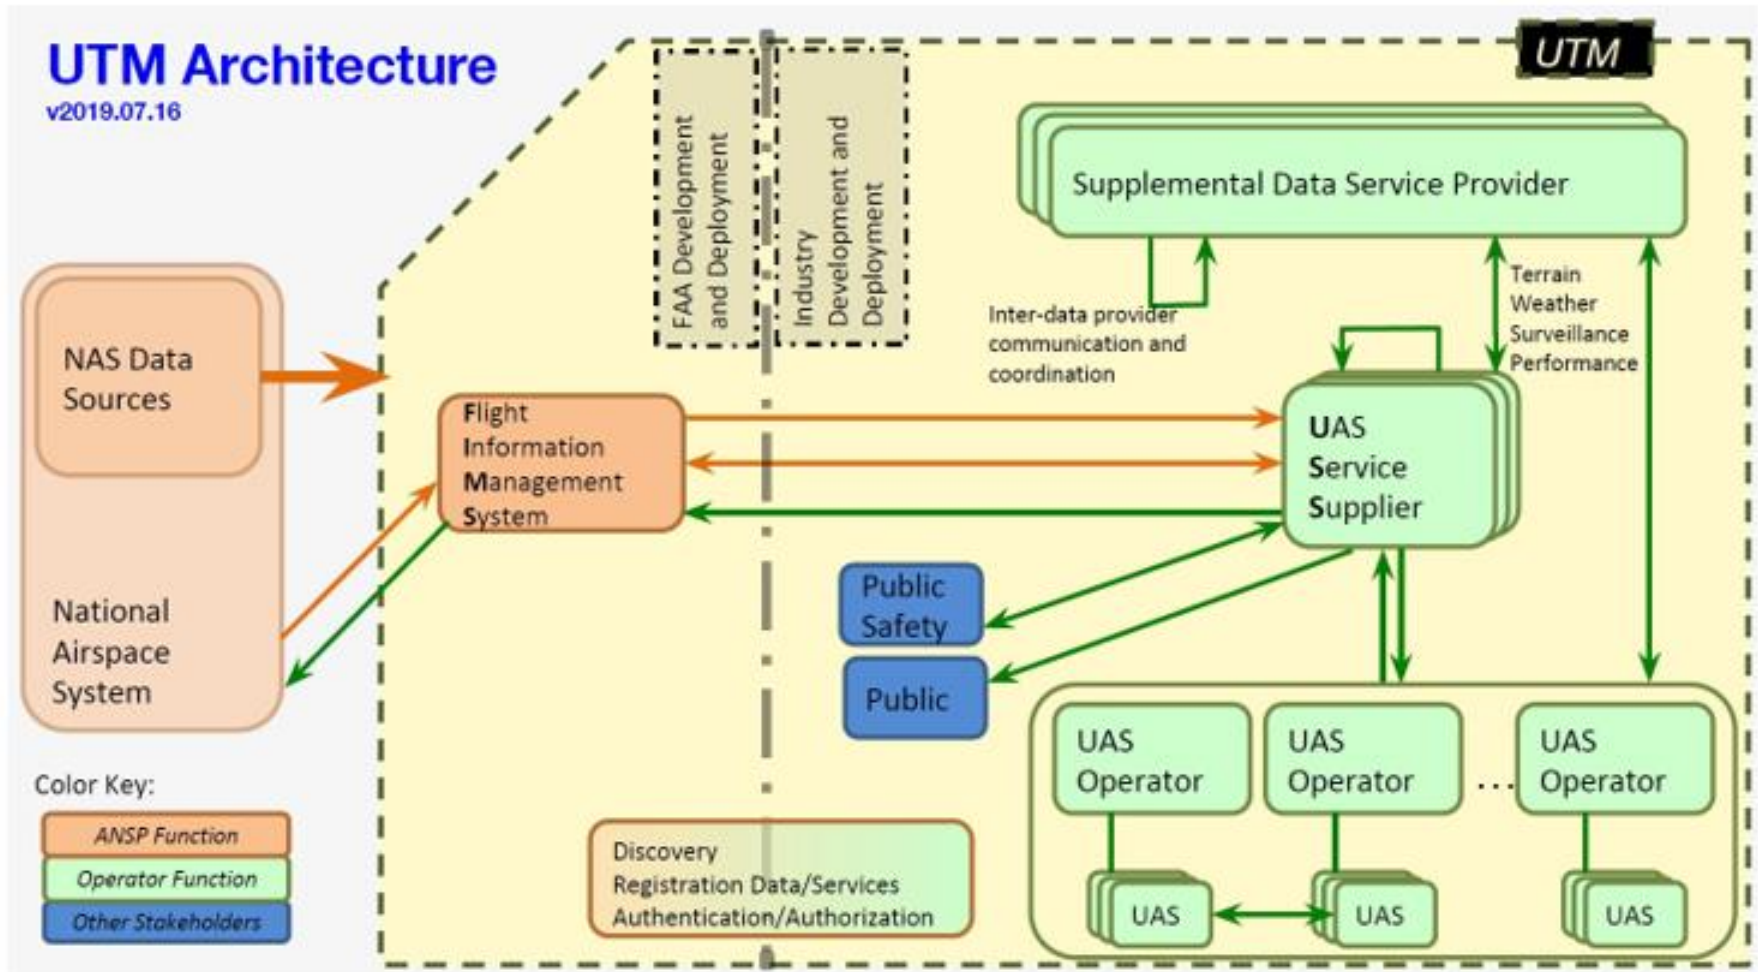 UTM Architecture
v2019.07.16
UTM
FAA Development
and Deployment
Industry
Development and
Deployment
Supplemental Data Service Provider
Inter-data provider
communication and
coordination
Terrain
Weather
Surveillance
Performance
NAS Data
Sources
National
Airspace
System
Flight
Information
Management
System
UAS
Service
Supplier
Public
Safety
Public
UAS
Operator
UAS
Operator
...
UAS
Operator
UAS
UAS
UAS
Discovery
Registration Data/Services
Authentication/Authorization
Color Key:
ANSP Function
Operator Function
Other Stakeholders